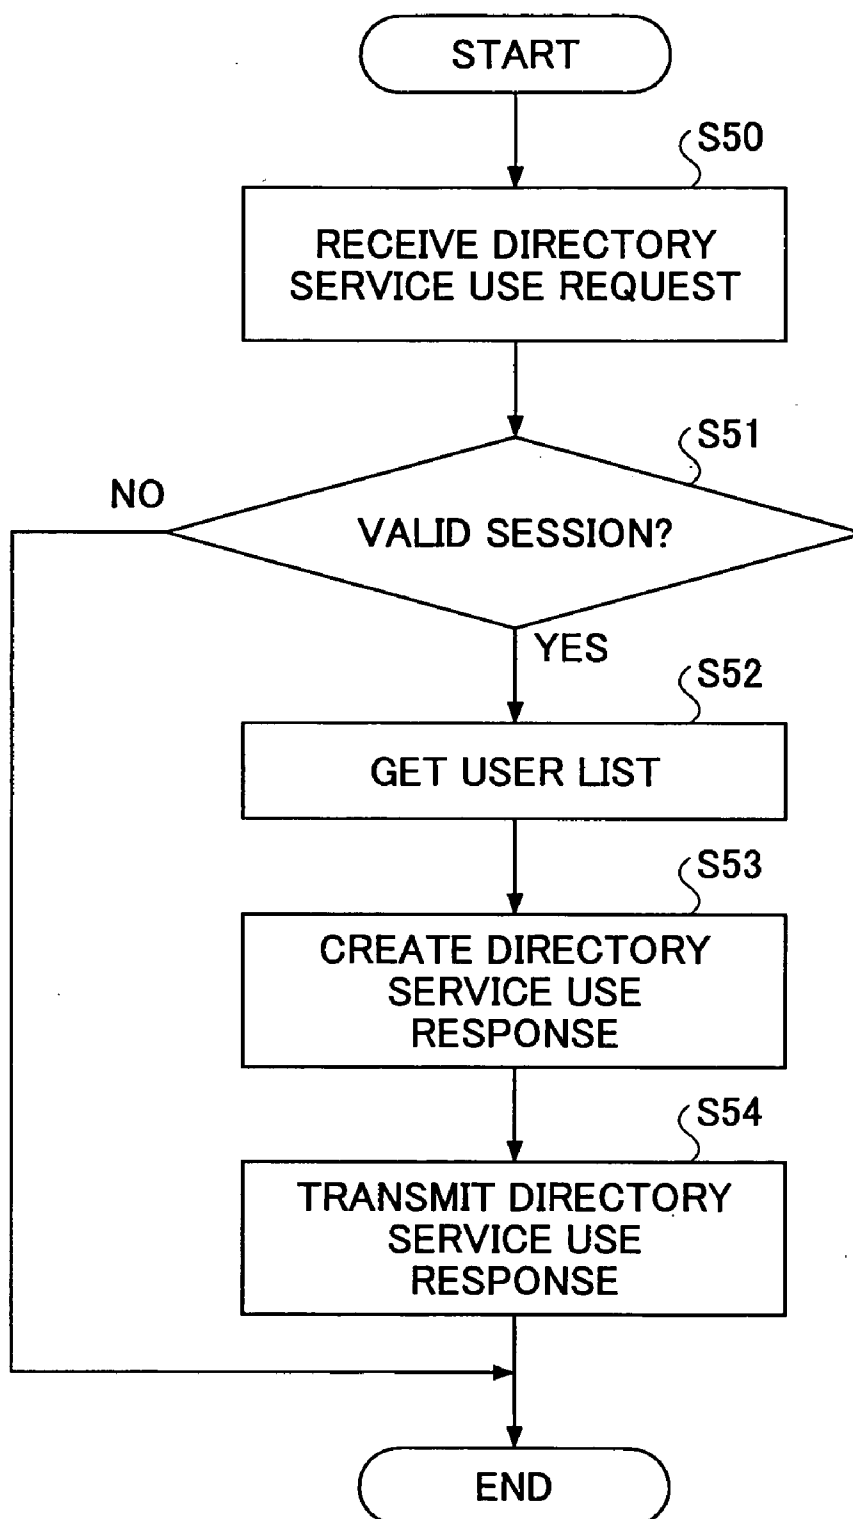 START
S50
RECEIVE DIRECTORY
SERVICE USE REQUEST
S51
NO
VALID SESSION?
YES
S52
GET USER LIST
S53
CREATE DIRECTORY
SERVICE USE
RESPONSE
S54
TRANSMIT DIRECTORY
SERVICE USE
RESPONSE
END